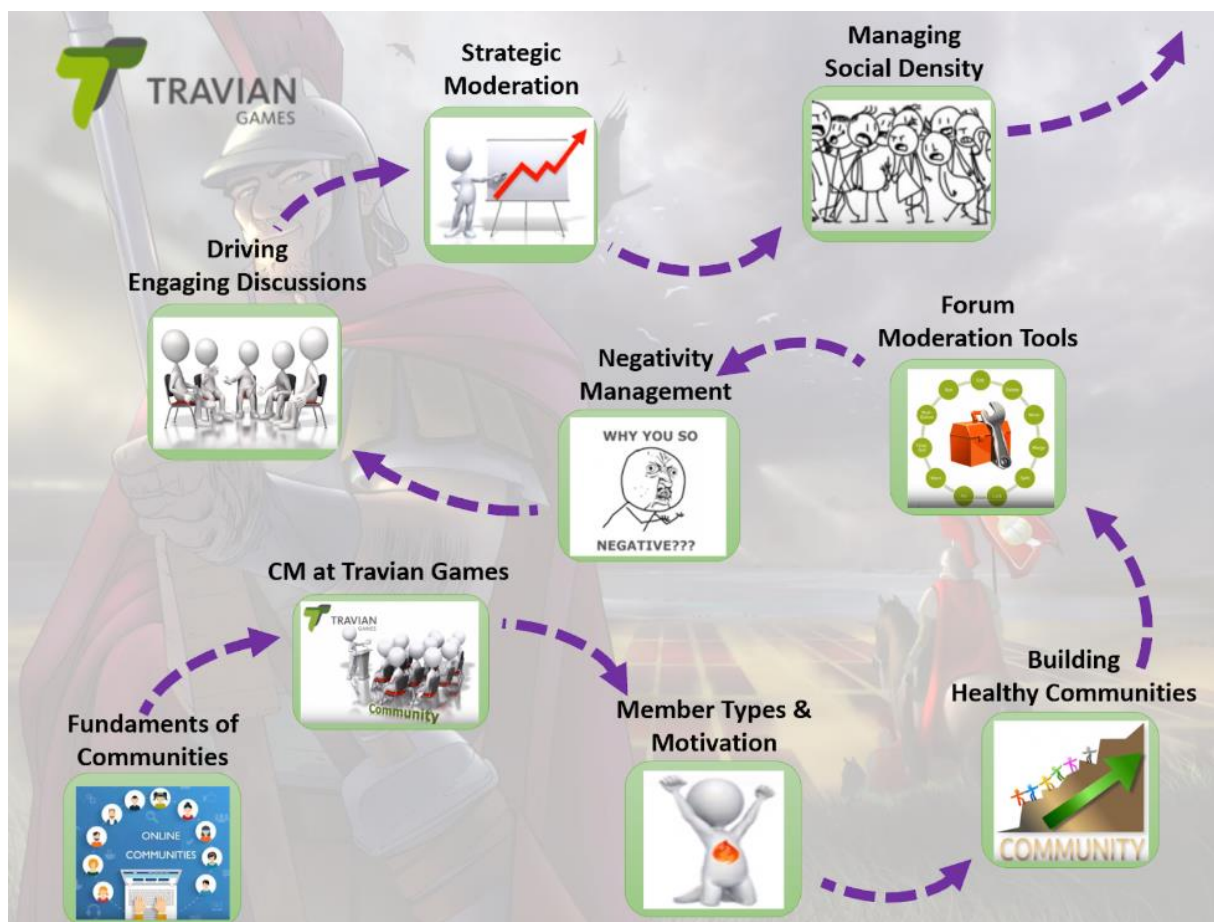 TRAVIAN
GAMES
Strategic
Moderation
Managing
Social Density
Driving
Engaging Discussions
Forum
Moderation Tools
Negativity
Management
WHY YOU SO
NEGATIVE???
CM at Travian Games
TRAVIAN
GAMES
Community
Fundaments of
Communities
ONLINE
COMMUNITIES
Member Types &
Motivation
Building
Healthy Communities
COMMUNITY